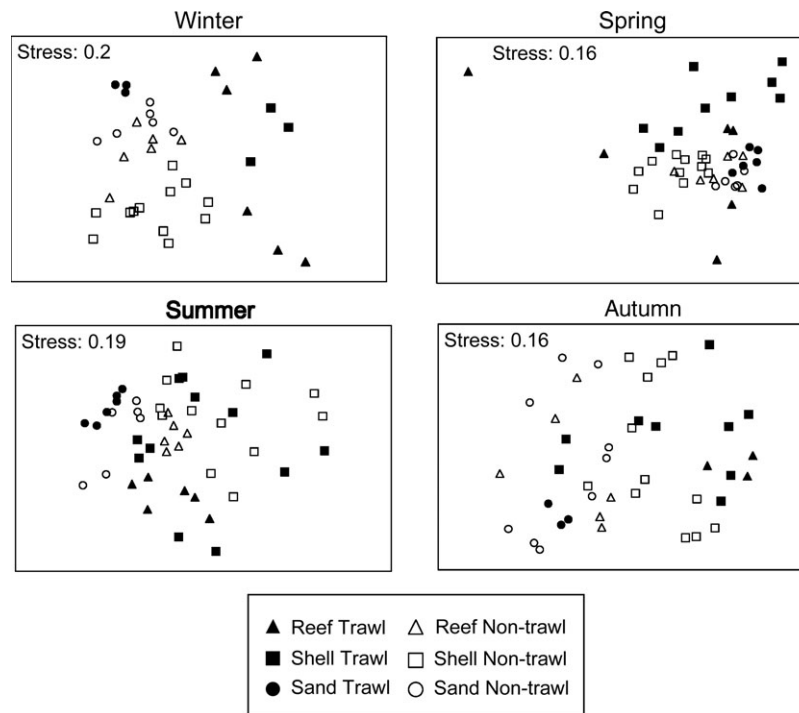 Winter
Stress: 0.2
Spring
Stress: 0.16
Summer
Stress: 0.19
Autumn
Stress: 0.16
Reef Trawl
Reef Non-trawl
Shell Trawl
Shell Non-trawl
Sand Trawl
Sand Non-trawl